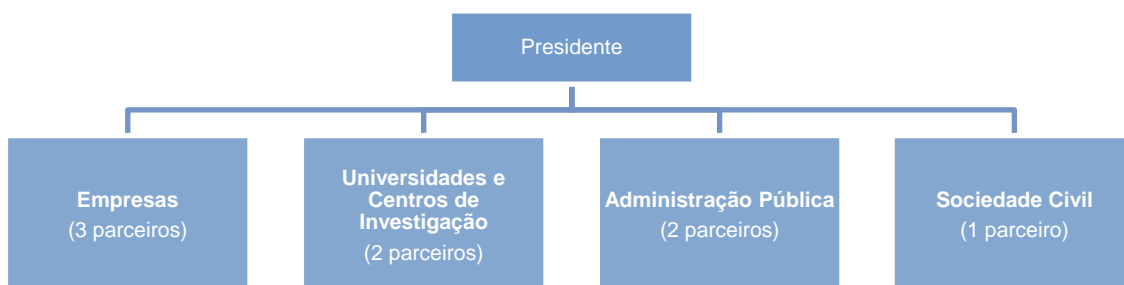 Presidente
Empresas
(3 parceiros)
Universidades e
Centros de
Investigação
(2 parceiros)
Administração Pública
(2 parceiros)
Sociedade Civil
(1 parceiro)